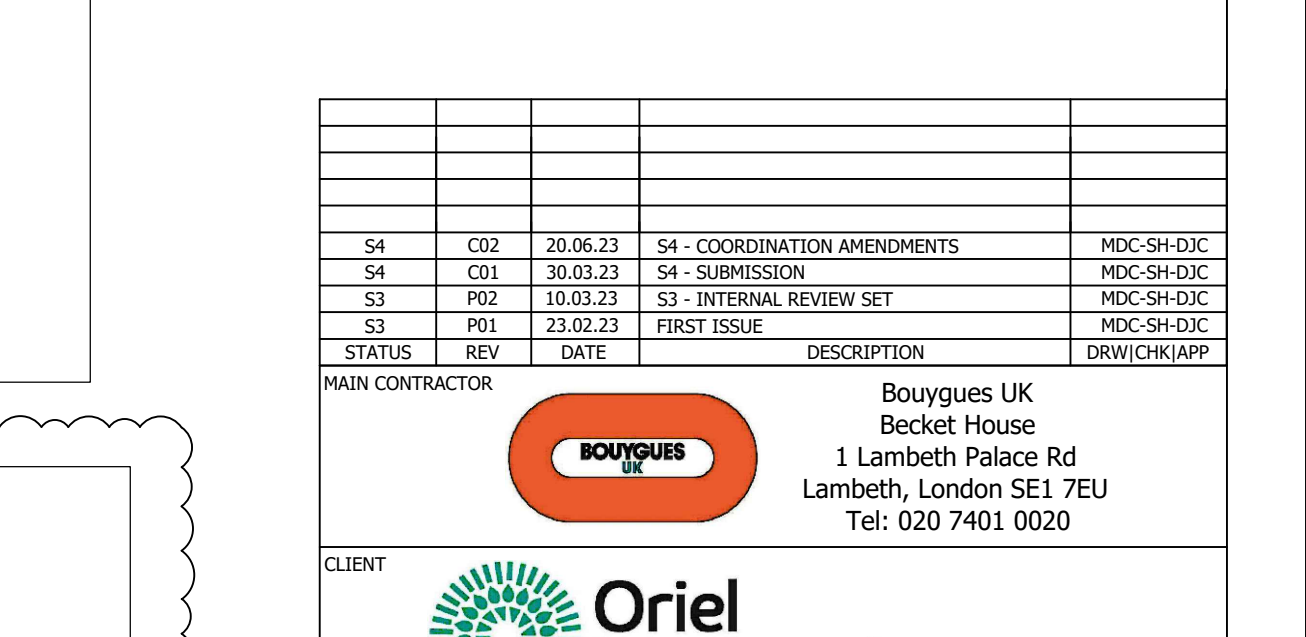 S4 C02 20.06.23 S4 - COORDINATION AMENDMENTS MDC-SH-DJC
S4 C01 30.03.23 S4 - SUBMISSION MDC-SH-DJC
S3 P02 10.03.23 S3 - INTERNAL REVIEW SET MDC-SH-DJC
S3 P01 23.02.23 FIRST ISSUE MDC-SH-DJC
STATUS REV DATE DESCRIPTION DRW|CHK|APP
MAIN CONTRACTOR
BOUYGUES
UK
Bouygues UK
Becket House
1 Lambeth Palace Rd
Lambeth, London SE1 7EU
Tel: 020 7401 0020
CLIENT
Oriel